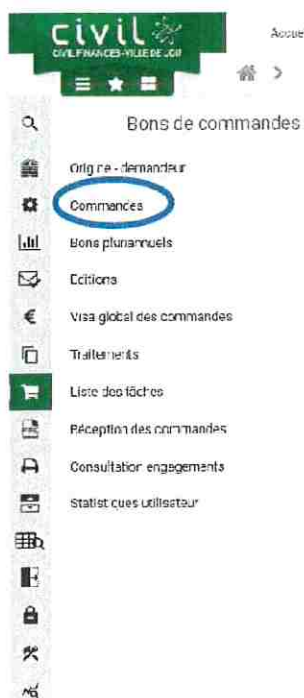 civil
CIVIL FINANCES-VILLE DE
Accue
Bons de commandes
Origine - demandeur
Commandes
Bons pluriannuels
Editions
Visa global des commandes
Traitements
Liste des tâches
Réception des commandes
Consultation engagements
Statistiques utilisateur